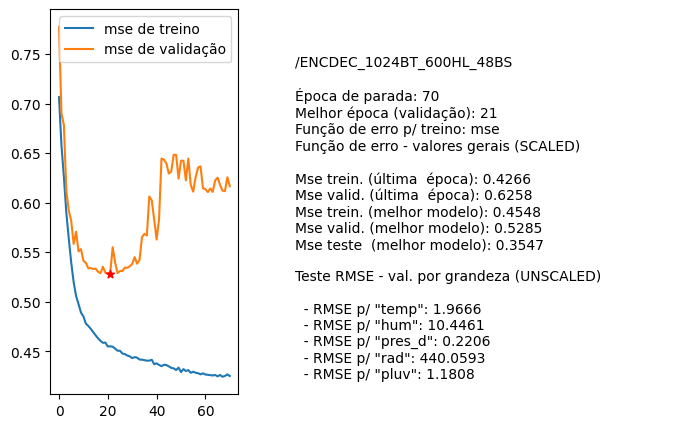 mse de treino
mse de validação
0.75
0.70
0.65
0.60
0.55
0.50
0.45
0
20
40
60
/ENCDEC_1024BT_600HL_48BS
Época de parada: 70
Melhor época (validação): 21
Função de erro p/ treino: mse
Função de erro - valores gerais (SCALED)
Mse trein. (última  época): 0.4266
Mse valid. (última  época): 0.6258
Mse trein. (melhor modelo): 0.4548
Mse valid. (melhor modelo): 0.5285
Mse teste  (melhor modelo): 0.3547
Teste RMSE - val. por grandeza (UNSCALED)
- RMSE p/ "temp": 1.9666
- RMSE p/ "hum": 10.4461
- RMSE p/ "pres_d": 0.2206
- RMSE p/ "rad": 440.0593
- RMSE p/ "pluv": 1.1808